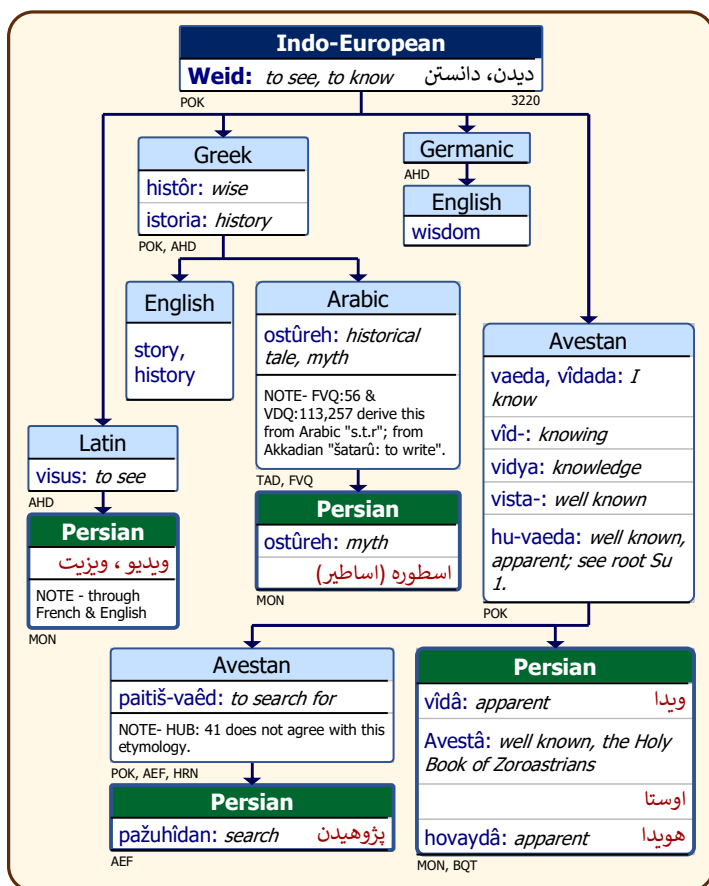 Indo-European
Weid: to see, to know دیدن، دانستن
POK 3220
Greek
histôr: wise
istoria: history
POK, AHD
Germanic
AHD
English
wisdom
English
story,
history
Arabic
ostûreh: historical
tale, myth
NOTE- FVQ:56 &
VDQ:113,257 derive this
from Arabic "s.t.r"; from
Akkadian "šatarû: to write".
TAD, FVQ
Avestan
vaeda, vîdada: I
know
vîd-: knowing
vidya: knowledge
vista-: well known
hu-vaeda: well known,
apparent; see root Su
1.
POK
Latin
visus: to see
AHD
Persian
ویدیو ، ویزیت
NOTE - through
French & English
MON
Persian
ostûreh: myth
اسطوره (اساطیر)
MON
Avestan
paitiš-vaêd: to search for
NOTE- HUB: 41 does not agree with this
etymology.
POK, AEF, HRN
Persian
pažuhîdan: search پژوهیدن
AEF
Persian
vîdâ: apparent ویدا
Avestâ: well known, the Holy
Book of Zoroastrians
اوستا
hovaydâ: apparent هویدا
MON, BQT